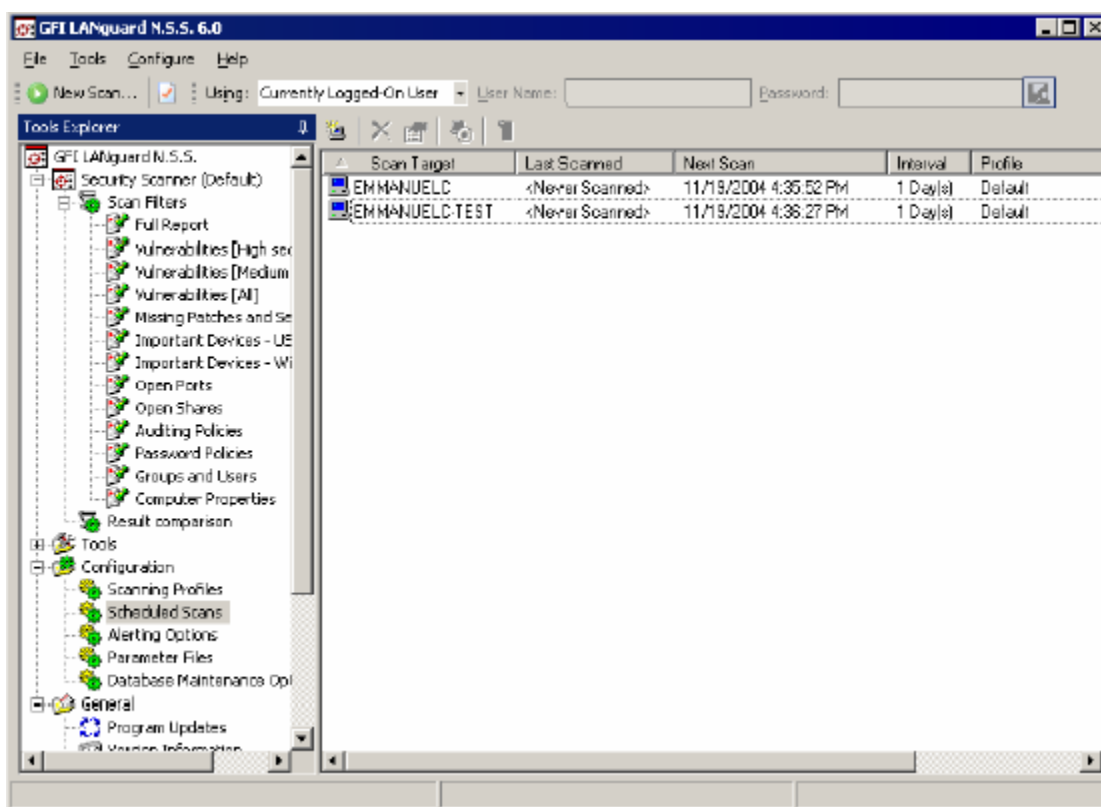 GFI LANguard N.S.S. 6.0
File Tools Configure Help
New Scan... Using: Currently Logged-On User User Name: Password:
Tools Explorer
Scan Target Last Scanned Next Scan Interval Profile
EMMANUELC <Never Scanned> 11/19/2004 4:35:52 PM 1 Day(s) Default
EMMANUELC-TEST <Never Scanned> 11/19/2004 4:36:27 PM 1 Day(s) Default
GFI LANguard N.S.S.
Security Scanner (Default)
Scan Filters
Full Report
Vulnerabilities [High sec
Vulnerabilities [Medium
Vulnerabilities [All]
Missing Patches and Se
Important Devices - US
Important Devices - Wi
Open Ports
Open Shares
Auditing Policies
Password Policies
Groups and Users
Computer Properties
Result comparison
Tools
Configuration
Scanning Profiles
Scheduled Scans
Alerting Options
Parameter Files
Database Maintenance Opt
General
Program Updates
Version Information